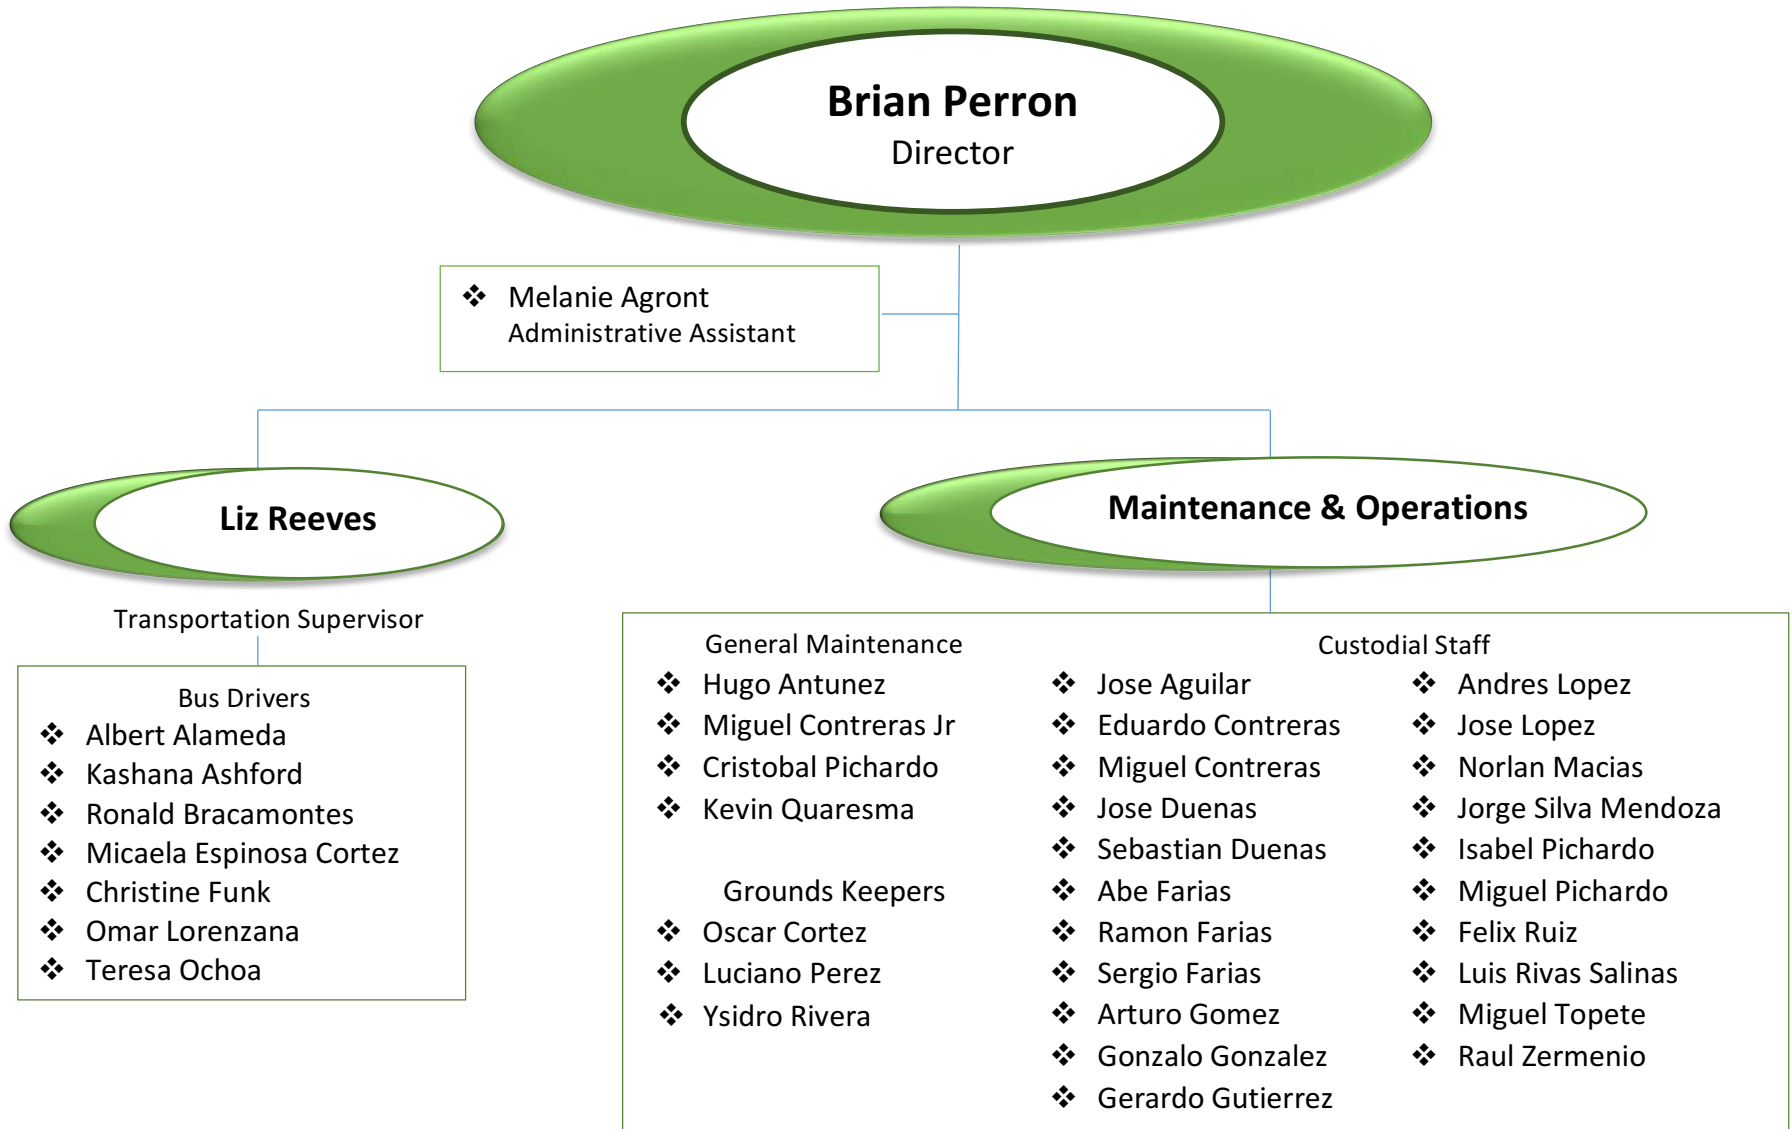 Brian Perron
Director
❖ Melanie Agront
Administrative Assistant
Liz Reeves
Transportation Supervisor
Bus Drivers
❖ Albert Alameda
❖ Kashana Ashford
❖ Ronald Bracamontes
❖ Micaela Espinosa Cortez
❖ Christine Funk
❖ Omar Lorenzana
❖ Teresa Ochoa
Maintenance & Operations
General Maintenance
❖ Hugo Antunez
❖ Miguel Contreras Jr
❖ Cristobal Pichardo
❖ Kevin Quaresma
Grounds Keepers
❖ Oscar Cortez
❖ Luciano Perez
❖ Ysidro Rivera
Custodial Staff
❖ Jose Aguilar
❖ Eduardo Contreras
❖ Miguel Contreras
❖ Jose Duenas
❖ Sebastian Duenas
❖ Abe Farias
❖ Ramon Farias
❖ Sergio Farias
❖ Arturo Gomez
❖ Gonzalo Gonzalez
❖ Gerardo Gutierrez
❖ Andres Lopez
❖ Jose Lopez
❖ Norlan Macias
❖ Jorge Silva Mendoza
❖ Isabel Pichardo
❖ Miguel Pichardo
❖ Felix Ruiz
❖ Luis Rivas Salinas
❖ Miguel Topete
❖ Raul Zermenio